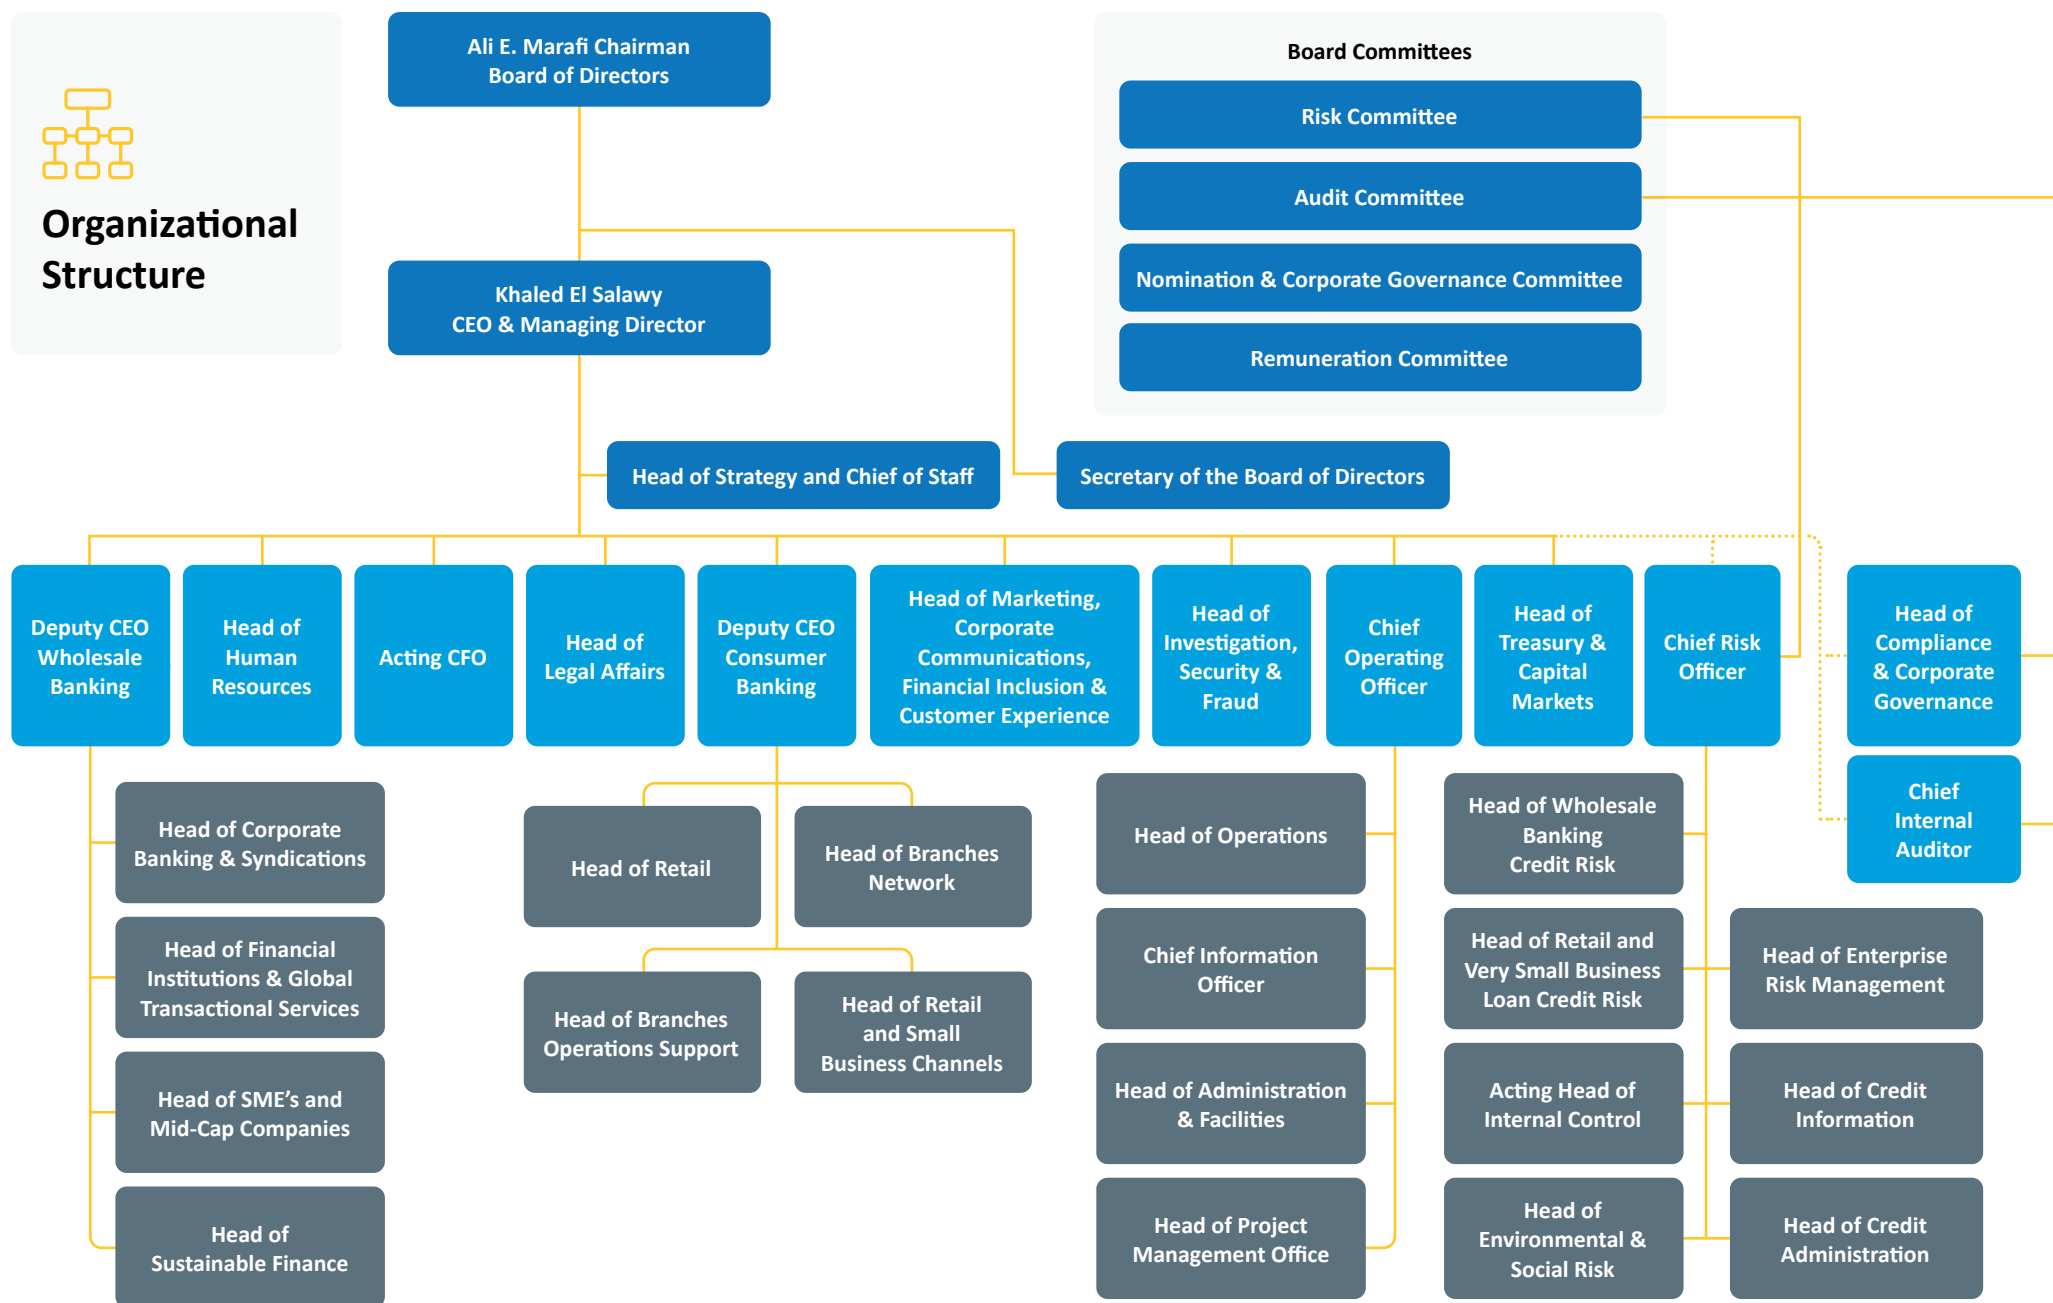 Organizational
Structure
Ali E. Marafi Chairman
Board of Directors
Khaled El Salawy
CEO & Managing Director
Board Committees
Risk Committee
Audit Committee
Nomination & Corporate Governance Committee
Remuneration Committee
Head of Strategy and Chief of Staff
Secretary of the Board of Directors
Deputy CEO
Wholesale
Banking
Head of
Human
Resources
Acting CFO
Head of
Legal Affairs
Deputy CEO
Consumer
Banking
Head of Marketing,
Corporate
Communications,
Financial Inclusion &
Customer Experience
Head of
Investigation,
Security &
Fraud
Chief
Operating
Officer
Head of
Treasury &
Capital
Markets
Chief Risk
Officer
Head of
Compliance
& Corporate
Governance
Chief
Internal
Auditor
Head of Corporate
Banking & Syndications
Head of Financial
Institutions & Global
Transactional Services
Head of SME’s and
Mid-Cap Companies
Head of
Sustainable Finance
Head of Retail
Head of Branches
Network
Head of Branches
Operations Support
Head of Retail
and Small
Business Channels
Head of Operations
Chief Information
Officer
Head of Administration
& Facilities
Head of Project
Management Office
Head of Wholesale
Banking
Credit Risk
Head of Retail and
Very Small Business
Loan Credit Risk
Head of Enterprise
Risk Management
Acting Head of
Internal Control
Head of Credit
Information
Head of
Environmental &
Social Risk
Head of Credit
Administration